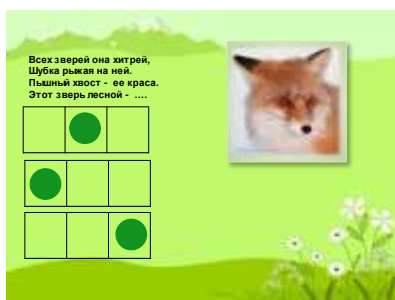 Всех зверей она хитрей,
Шубка рыжая на ней.
Пышный хвост - ее краса.
Этот зверь лесной - ....